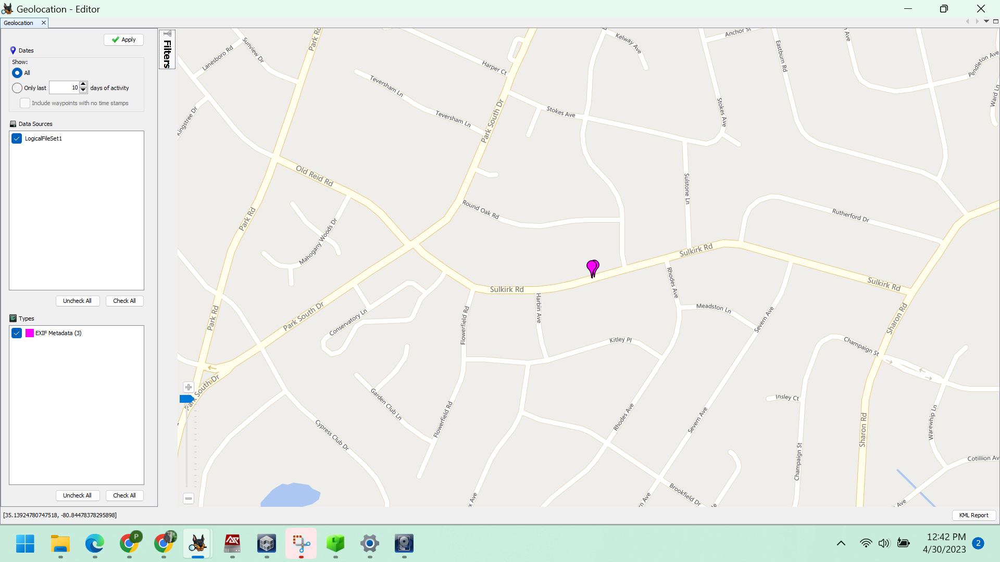 Geolocation - Editor
Geolocation
Apply
Filters
Dates
Show:
All
Only last 10 days of activity
Include waypoints with no time stamps
Data Sources
LogicalFileSet1
Uncheck All Check All
Types
EXIF Metadata (3)
Uncheck All Check All
Park Rd
Sunview Dr
Lanesboro Rd
Kingstree Dr
Harper Ct
Kelway Ave
Anchor St
Eastburn Rd
Ave
Pendleton Ave
Ward Ln
Teversham Ln
Teversham Ln
Park South Dr
Stokes Ave
Stokes Ave
Old Reid Rd
Sulstone Ln
Park Rd
Mahogany Woods Dr
Round Oak Rd
Rutherford Dr
Sulkirk Rd
Sulkirk Rd
Sulkirk Rd
Rhodes Ave
Park Rd
Park South Dr
Conservatory Ln
Flowerfield Rd
Harbin Ave
Meadston Ln
Severn Ave
Sharon Rd
Kitley Pl
Champaign St
Park South Dr
Garden Club Ln
Flowerfield Rd
Rhodes Ave
Severn Ave
Insley Ct
Sharon Rd
Warewhip Ln
Cypress Club Dr
Champaign St
Cotillion Av
x Ave
rn Ave
Brookfield Dr
Ave
[35.13924780747518, -80.84478378295898]
KML Report
P
12:42 PM
4/30/2023
2